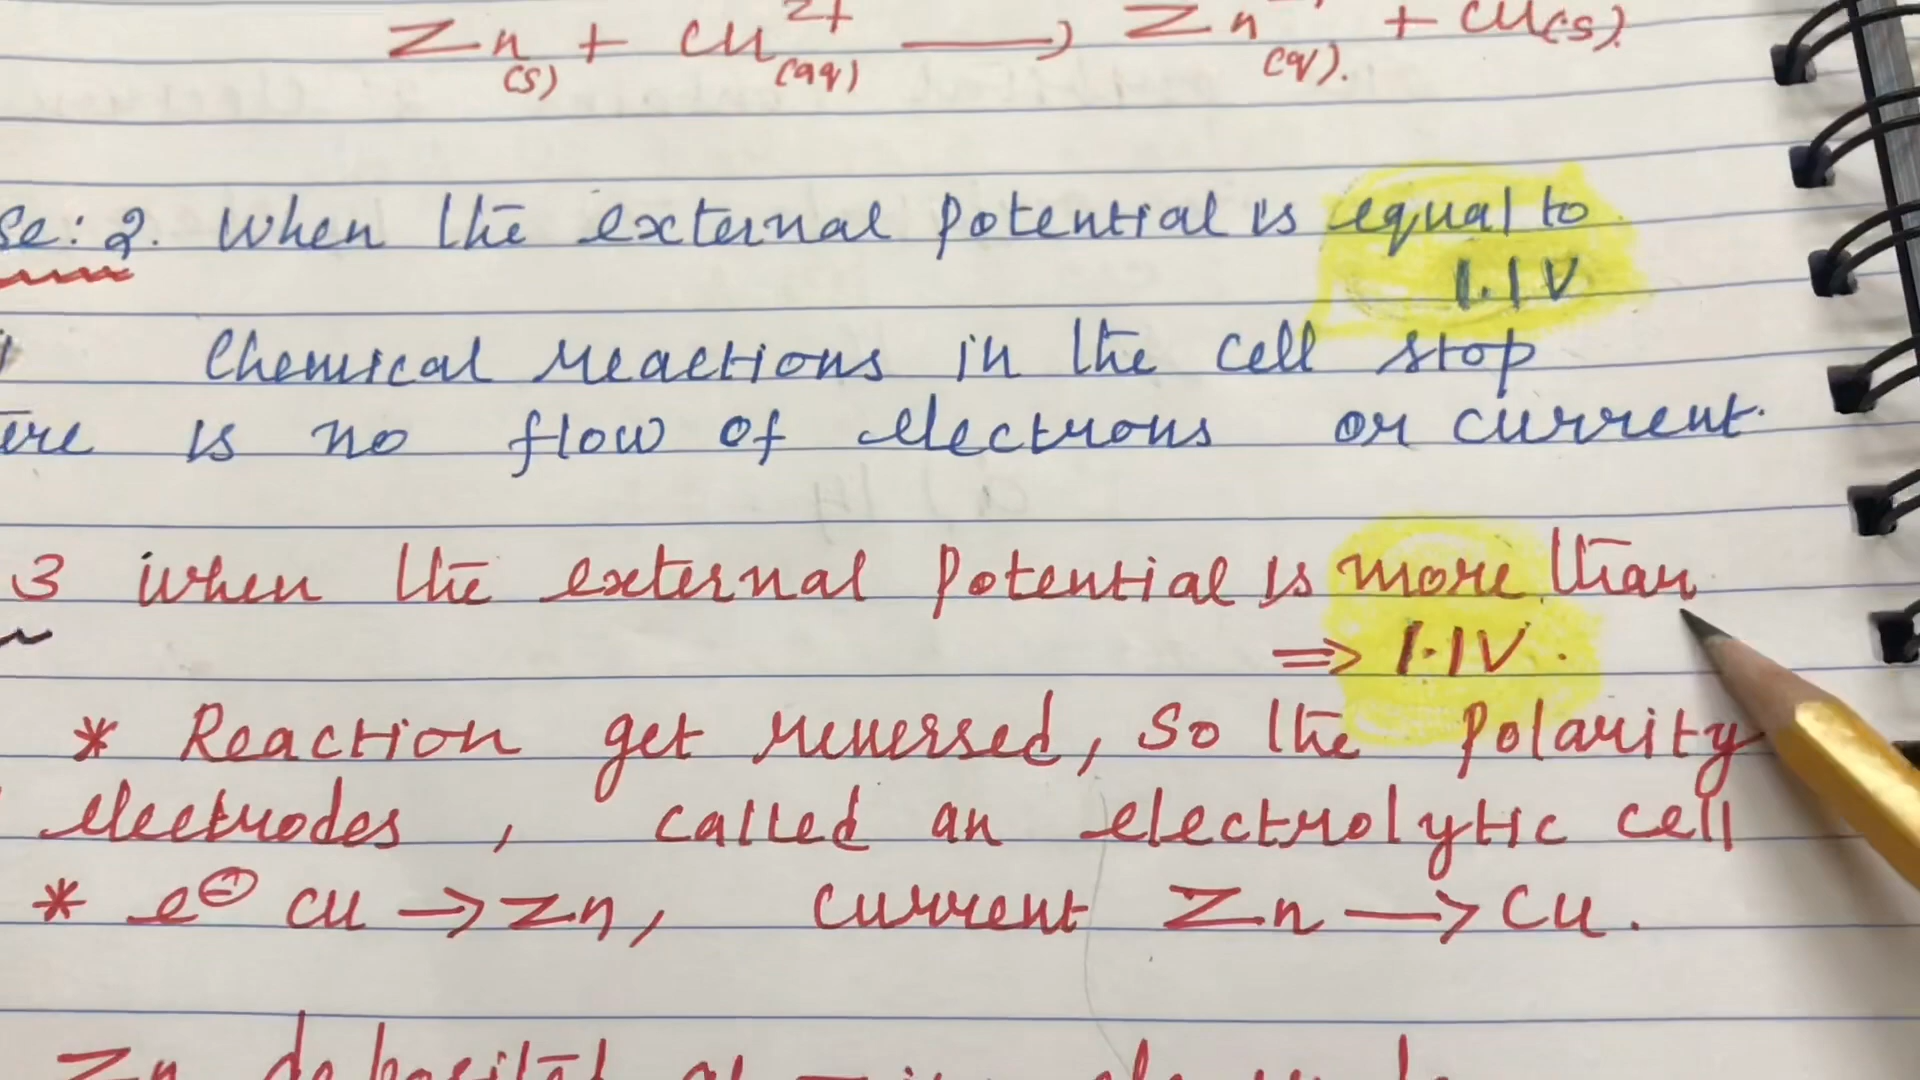 Zn(s) + Cu2+(aq) → Zn (q). + Cu(s).
se: 2. When the external potential is equal to
1.1V
Chemical reactions in the cell stop
ere is no flow of electrons or current.
3 when the external potential is more than
⇒ 1.1V.
* Reaction get reversed, so the polarity
electrodes, called an electrolytic cell
* e⊖ Cu → Zn, current Zn → Cu.
Zn